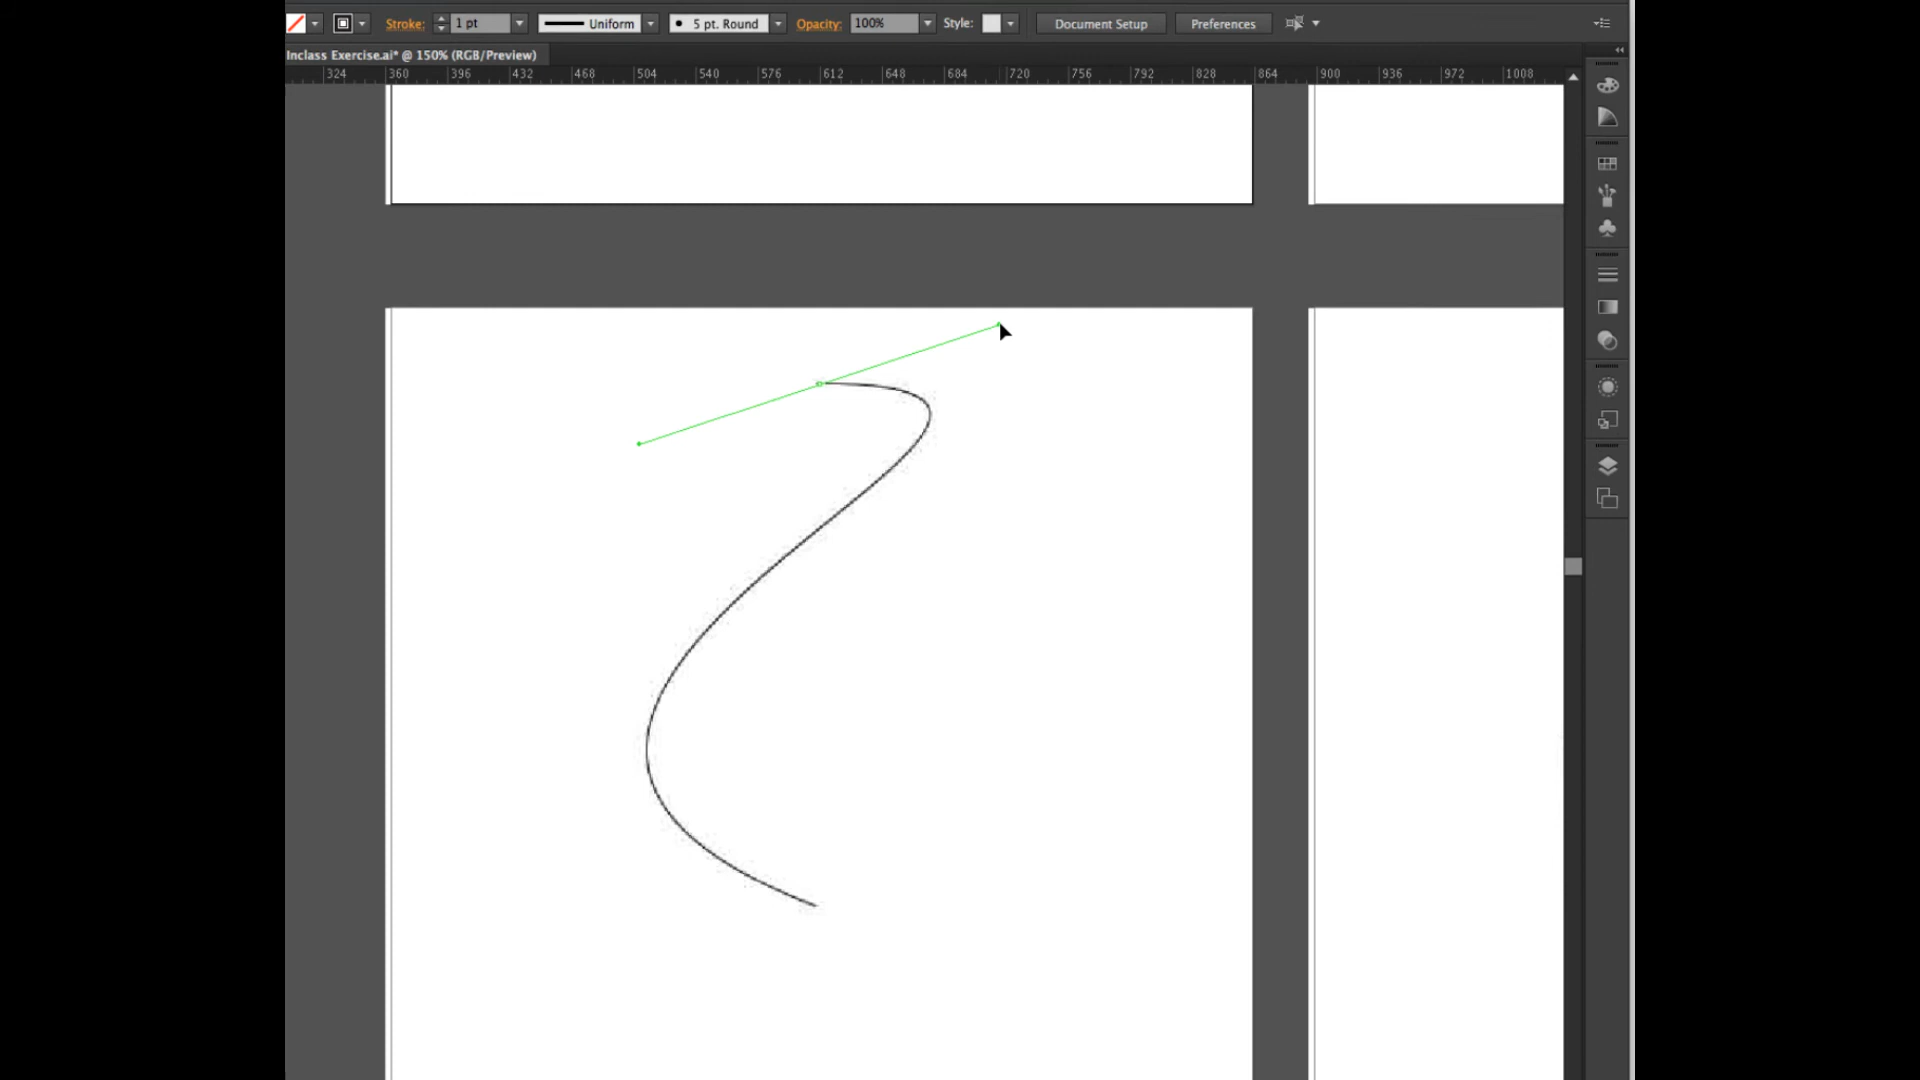 Stroke: 1 pt Uniform 5 pt. Round Opacity: 100% Style: Document Setup Preferences
Inclass Exercise.ai* @ 150% (RGB/Preview)
324 360 396 432 468 504 540 576 612 648 684 720 756 792 828 864 900 936 972 1008